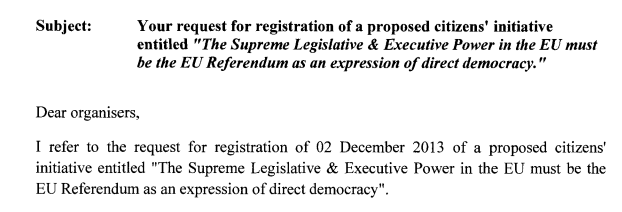 Subject: Your request for registration of a proposed citizens' initiative
entitled "The Supreme Legislative & Executive Power in the EU must
be the EU Referendum as an expression of direct democracy."
Dear organisers,
I refer to the request for registration of 02 December 2013 of a proposed citizens'
initiative entitled "The Supreme Legislative & Executive Power in the EU must be the
EU Referendum as an expression of direct democracy".